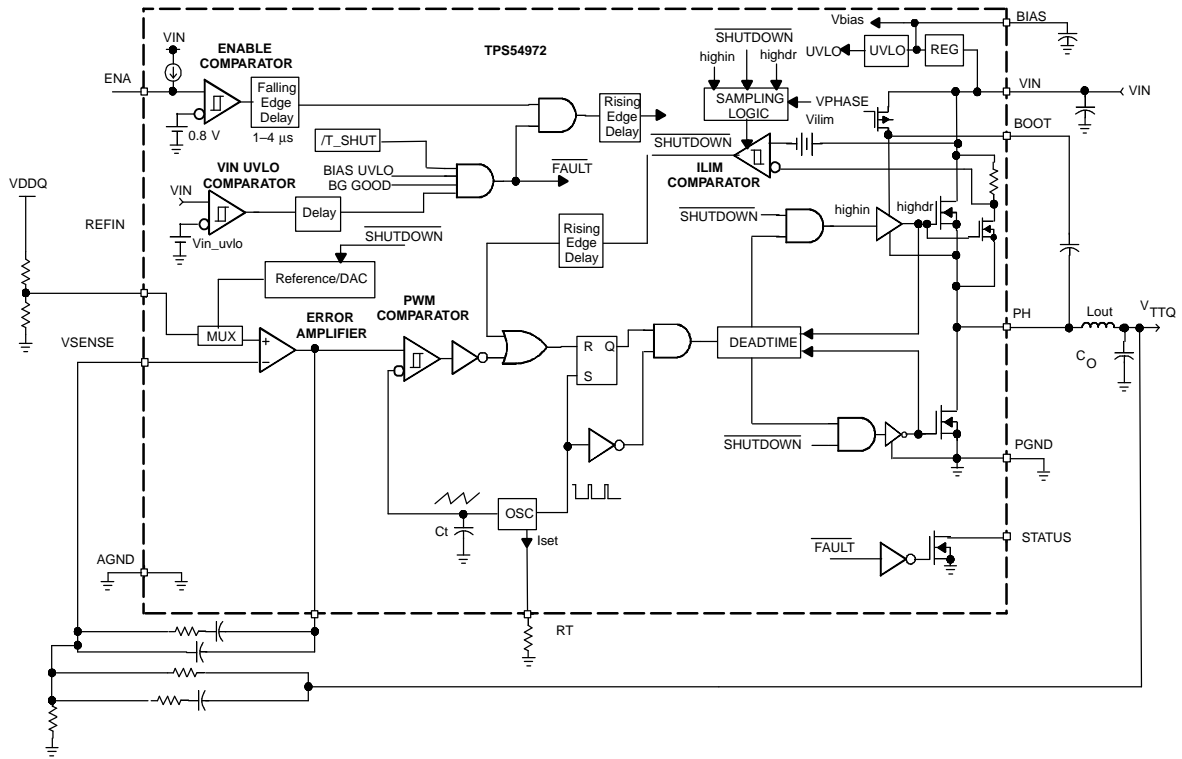 BIAS
Vbias
VIN
ENABLE
COMPARATOR
TPS54972
SHUTDOWN
highin
highdr
UVLO
UVLO
REG
ENA
Falling
Edge
Delay
0.8 V
1–4 μs
Rising
Edge
Delay
SAMPLING
LOGIC
VPHASE
Vilim
VIN
VIN
BOOT
/T_SHUT
SHUTDOWN
ILIM
COMPARATOR
VIN UVLO
COMPARATOR
BIAS UVLO
BG GOOD
FAULT
VDDQ
VIN
Delay
Vin_uvlo
REFIN
SHUTDOWN
Rising
Edge
Delay
SHUTDOWN
highin
highdr
Reference/DAC
PWM
COMPARATOR
ERROR
AMPLIFIER
MUX
+
−
VSENSE
R Q
S
DEADTIME
PH
Lout
VTTQ
CO
SHUTDOWN
PGND
OSC
Ct
Iset
FAULT
STATUS
AGND
RT